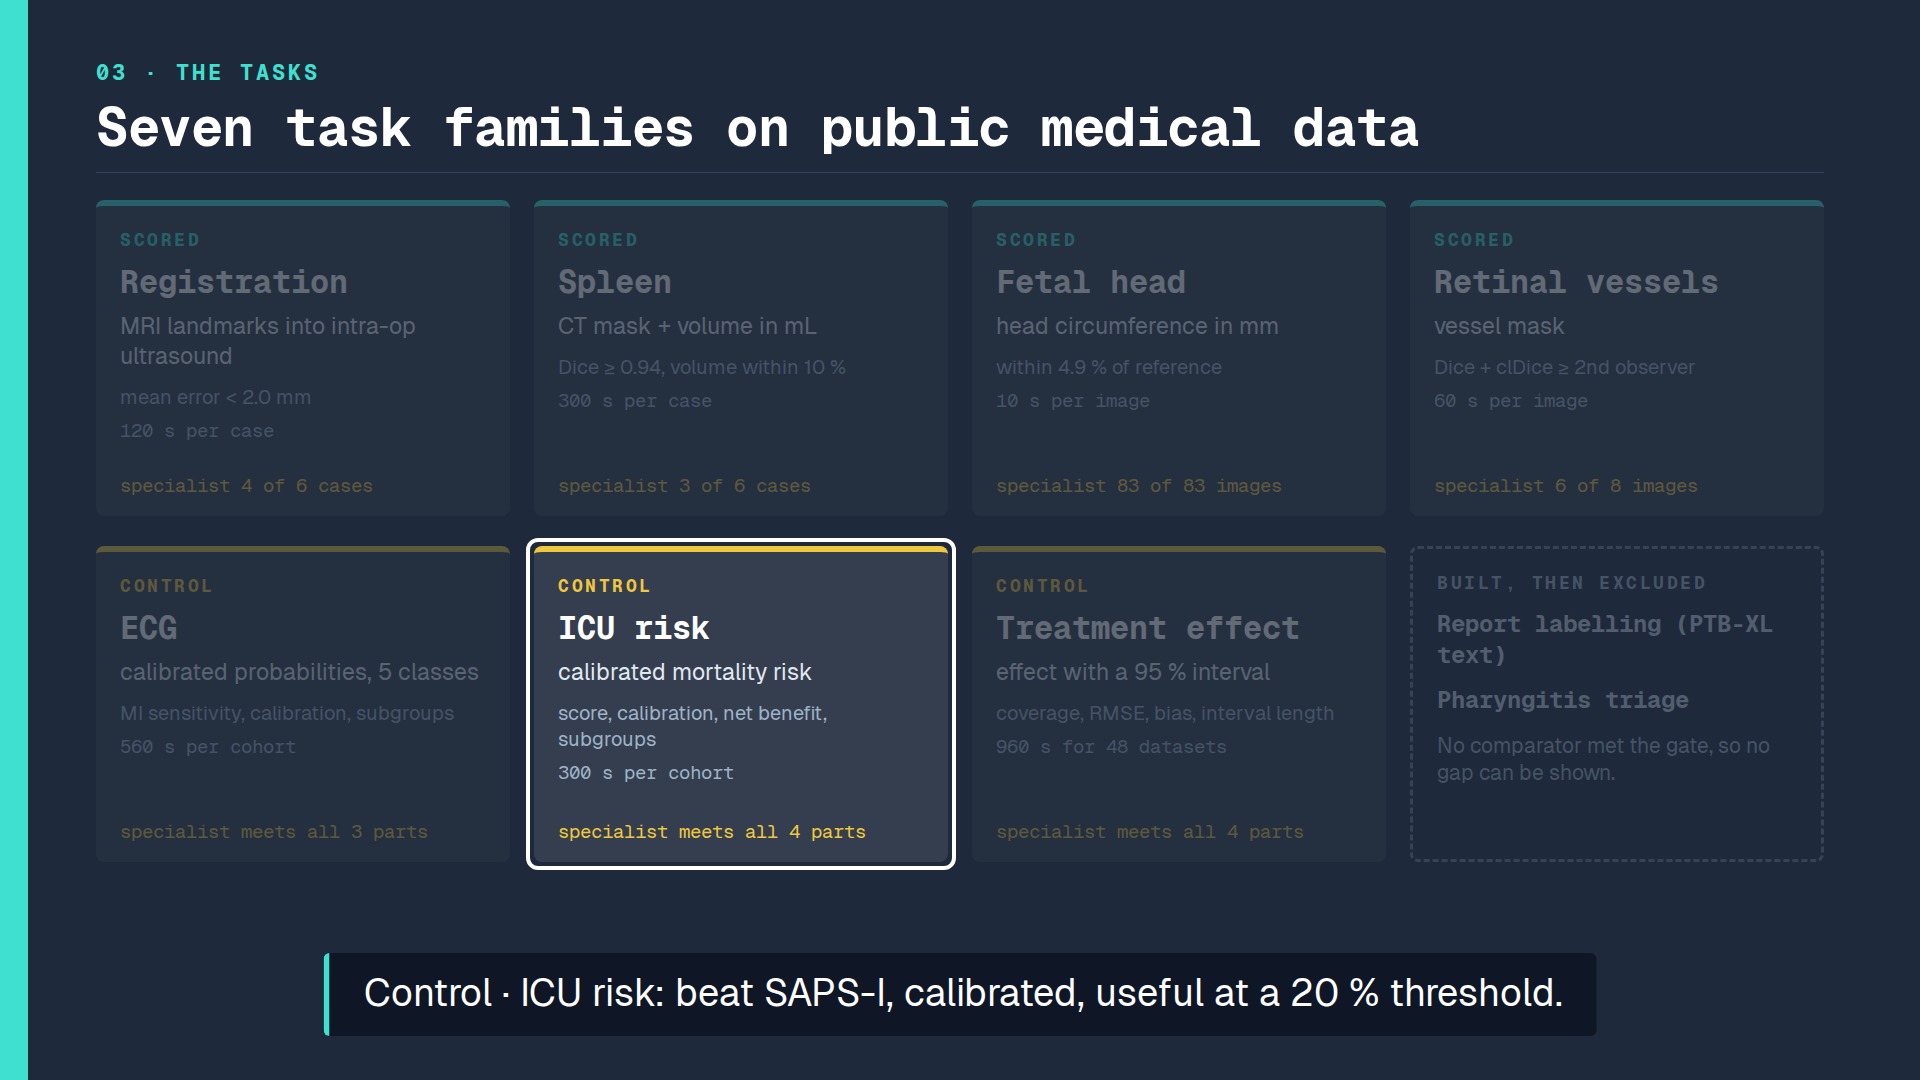 03 · THE TASKS
Seven task families on public medical data
SCORED
Registration
MRI landmarks into intra-op
ultrasound
mean error < 2.0 mm
120 s per case
specialist 4 of 6 cases
SCORED
Spleen
CT mask + volume in mL
Dice ≥ 0.94, volume within 10 %
300 s per case
specialist 3 of 6 cases
SCORED
Fetal head
head circumference in mm
within 4.9 % of reference
10 s per image
specialist 83 of 83 images
SCORED
Retinal vessels
vessel mask
Dice + clDice ≥ 2nd observer
60 s per image
specialist 6 of 8 images
CONTROL
ECG
calibrated probabilities, 5 classes
MI sensitivity, calibration, subgroups
560 s per cohort
specialist meets all 3 parts
CONTROL
ICU risk
calibrated mortality risk
score, calibration, net benefit,
subgroups
300 s per cohort
specialist meets all 4 parts
CONTROL
Treatment effect
effect with a 95 % interval
coverage, RMSE, bias, interval length
960 s for 48 datasets
specialist meets all 4 parts
BUILT, THEN EXCLUDED
Report labelling (PTB-XL
text)
Pharyngitis triage
No comparator met the gate, so no
gap can be shown.
Control · ICU risk: beat SAPS-I, calibrated, useful at a 20 % threshold.